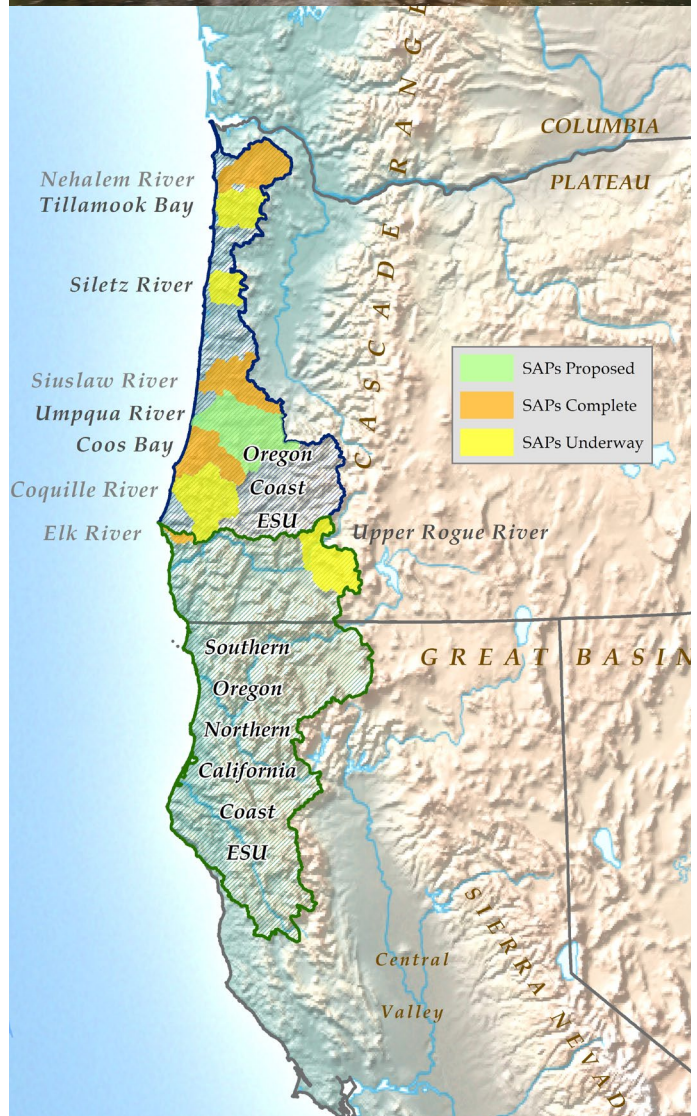 COLUMBIA
PLATEAU
CASCADE RANGE
Nehalem River
Tillamook Bay
Siletz River
Siuslaw River
Umpqua River
Coos Bay
Coquille River
Elk River
SAPs Proposed
SAPs Complete
SAPs Underway
Oregon
Coast
ESU
Upper Rogue River
GREAT BASIN
Southern
Oregon
Northern
California
Coast
ESU
Central
Valley
SIERRA NEVAD